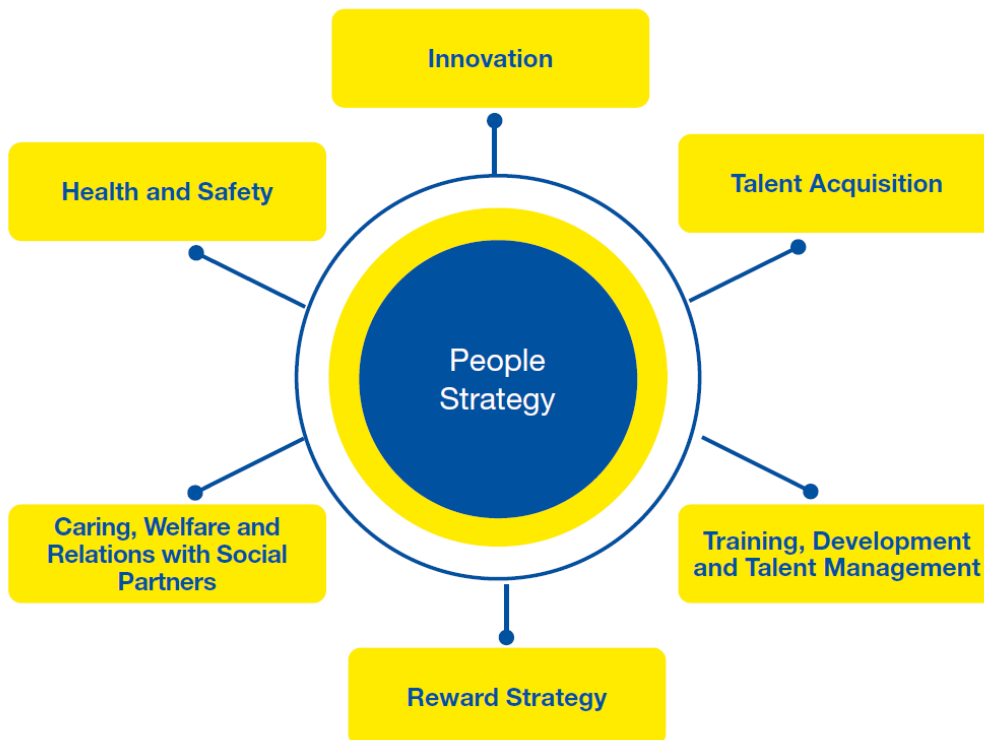 Innovation
Health and Safety
Talent Acquisition
People
Strategy
Caring, Welfare and
Relations with Social
Partners
Training, Development
and Talent Management
Reward Strategy